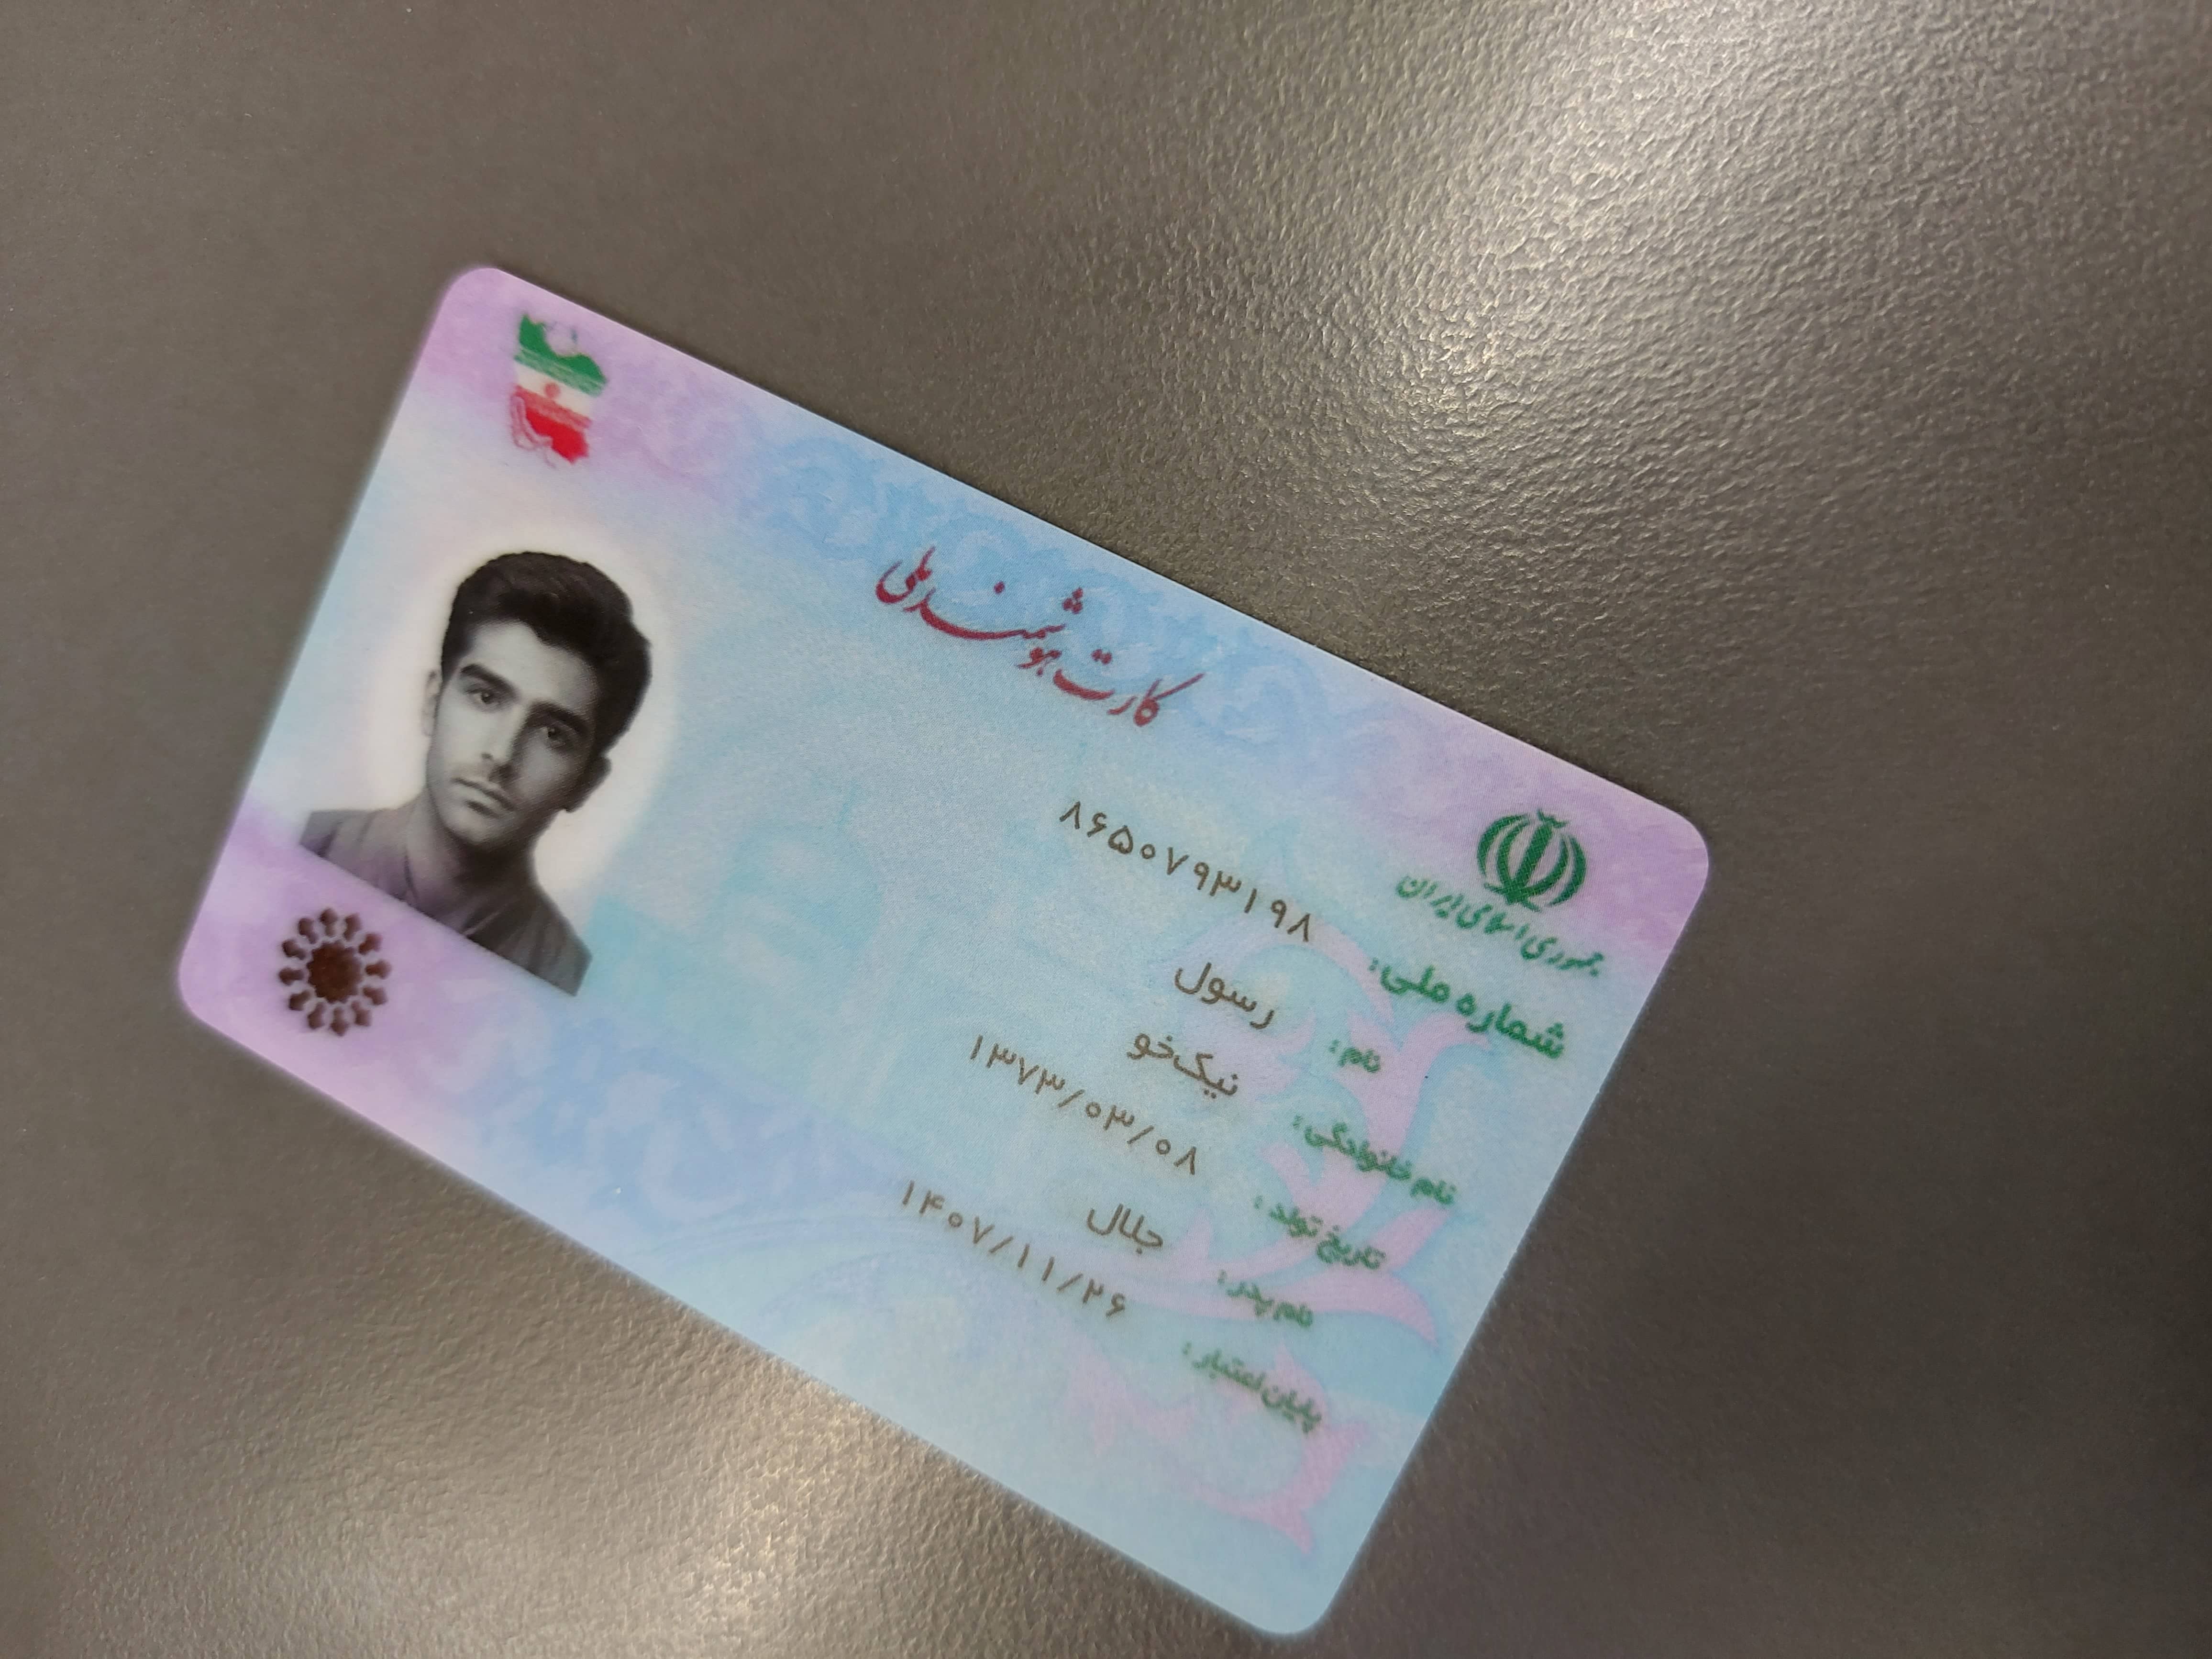 کارت هوشمند ملی
جمهوری اسلامی ایران
شماره ملی: ۸۶۵۰۷۹۳۱۹۸
نام: رسول
نام خانوادگی: نیک‌خو
تاریخ تولد: ۱۳۷۳/۰۳/۰۸
نام پدر: جلال
پایان اعتبار: ۱۴۰۷/۱۱/۲۶